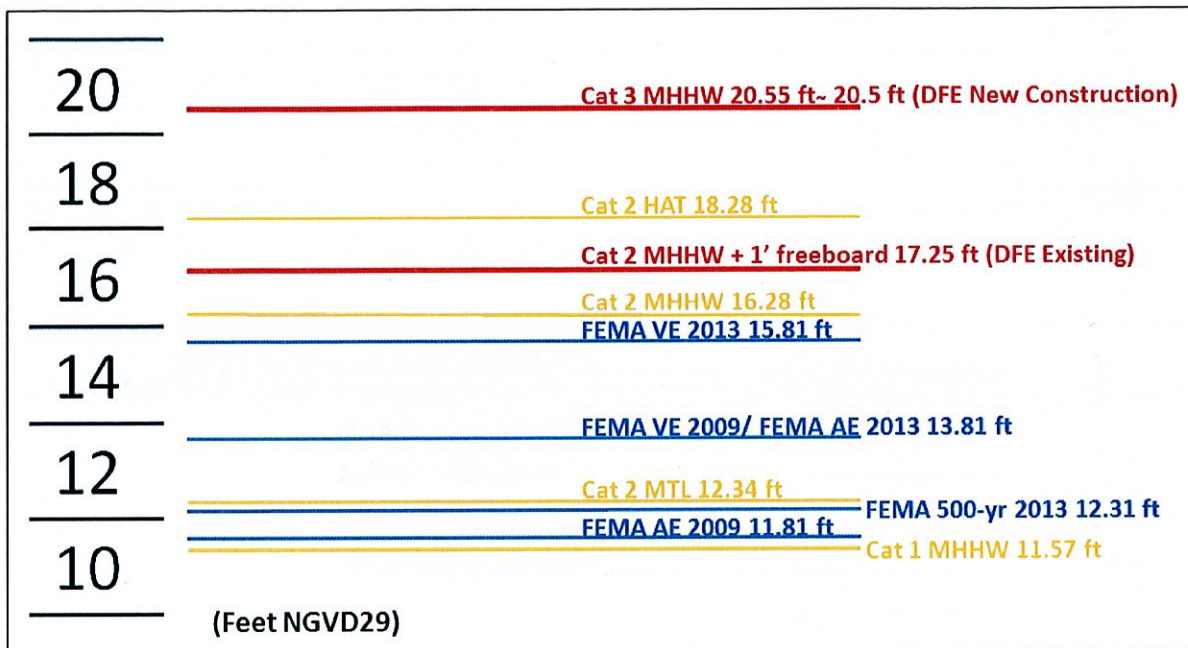 20
Cat 3 MHHW 20.55 ft~ 20.5 ft (DFE New Construction)
18
Cat 2 HAT 18.28 ft
Cat 2 MHHW + 1’ freeboard 17.25 ft (DFE Existing)
16
Cat 2 MHHW 16.28 ft
FEMA VE 2013 15.81 ft
14
FEMA VE 2009/ FEMA AE 2013 13.81 ft
12
Cat 2 MTL 12.34 ft
FEMA 500-yr 2013 12.31 ft
FEMA AE 2009 11.81 ft
Cat 1 MHHW 11.57 ft
10
(Feet NGVD29)